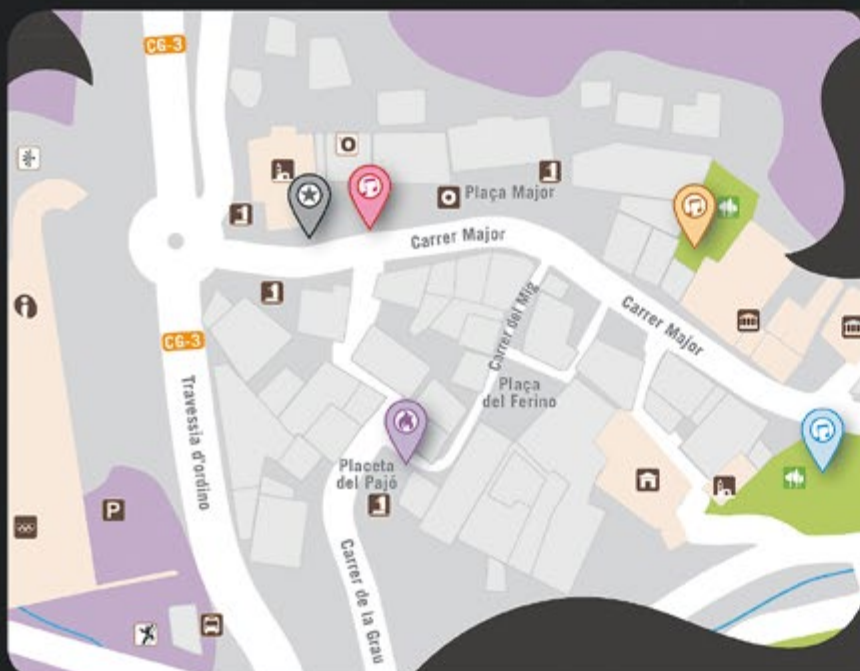 CG-3
Plaça Major
Carrer Major
Carrer del Mig
Carrer Major
CG-3
Travessia d'ordino
Plaça
del Ferino
Placeta
del Pajó
P
Carrer de la Grau